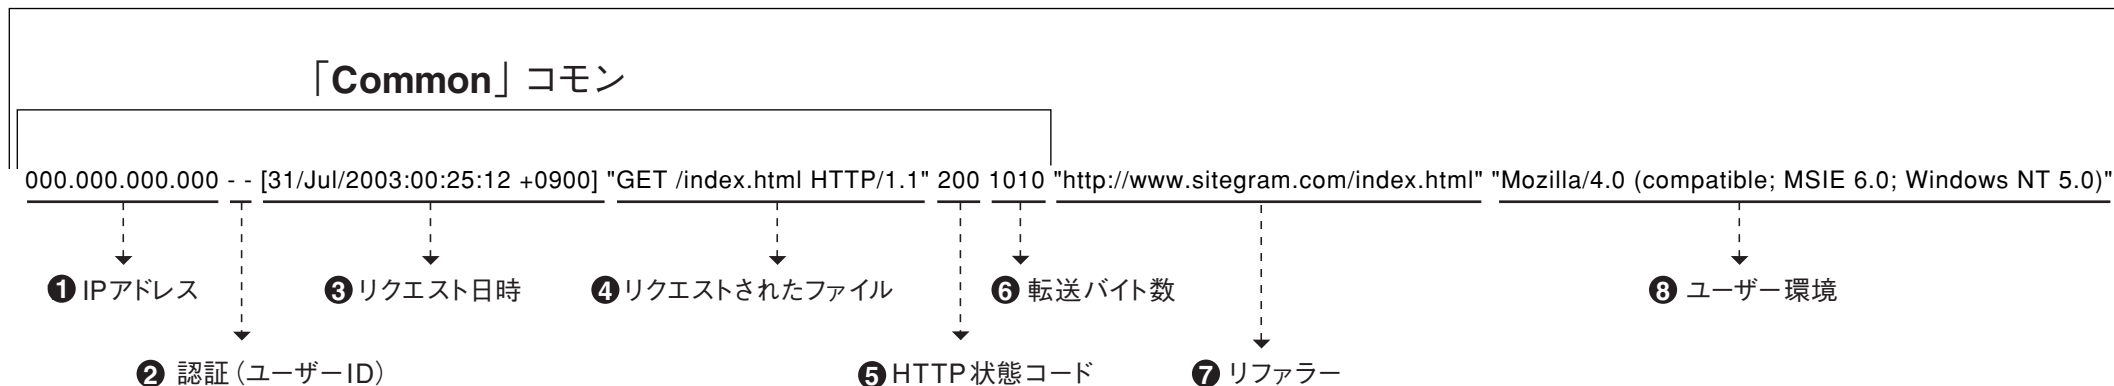 「Common」コモン
000.000.000.000 - - [31/Jul/2003:00:25:12 +0900] "GET /index.html HTTP/1.1" 200 1010 "http://www.sitegram.com/index.html" "Mozilla/4.0 (compatible; MSIE 6.0; Windows NT 5.0)"
❶ IPアドレス
❸ リクエスト日時
❹ リクエストされたファイル
❻ 転送バイト数
❽ ユーザー環境
❷ 認証（ユーザーID）
❺ HTTP状態コード
❼ リファラー